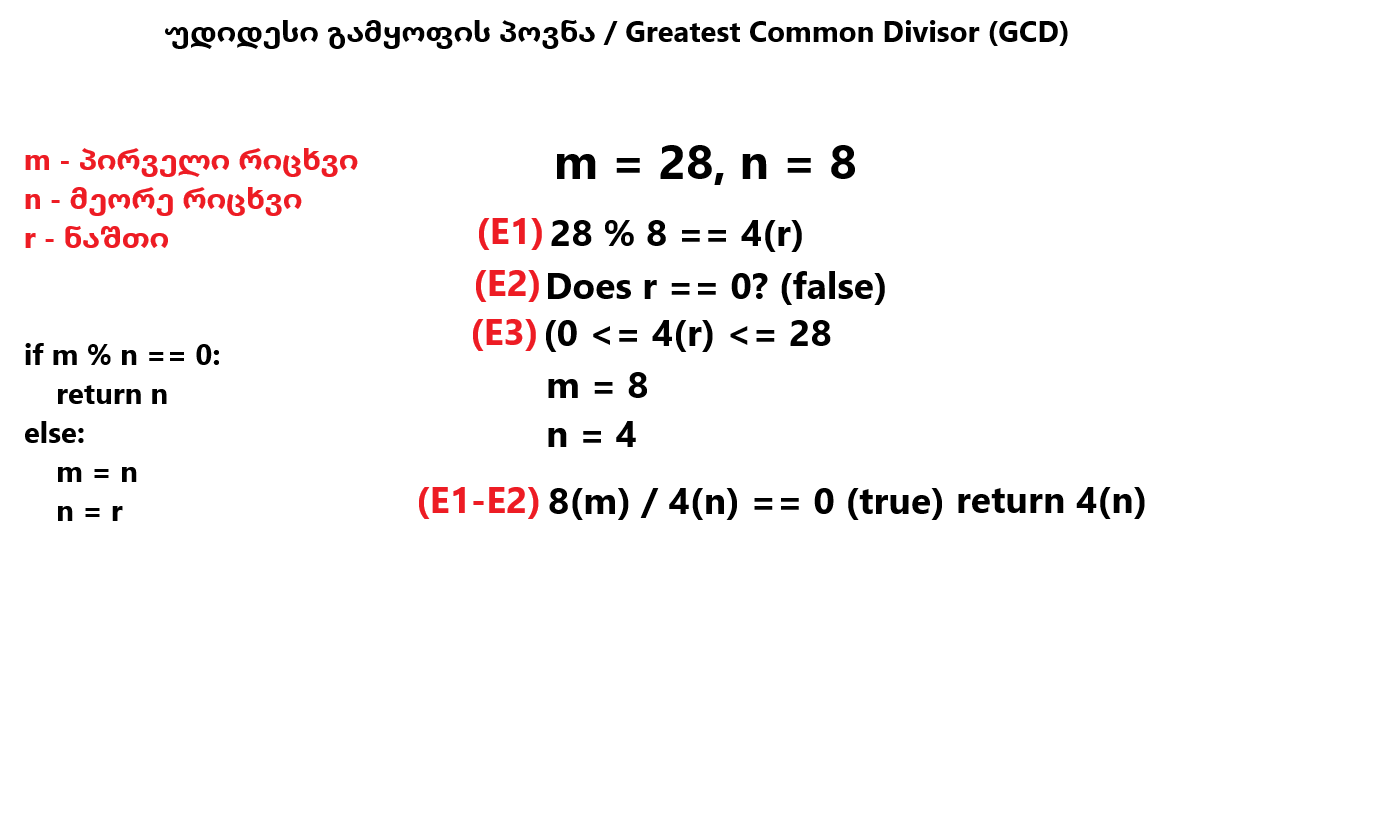 უდიდესი გამყოფის პოვნა / Greatest Common Divisor (GCD)
m - პირველი რიცხვი
n - მეორე რიცხვი
r - ნაშთი
if m % n == 0:
return n
else:
m = n
n = r
m = 28, n = 8
(E1) 28 % 8 == 4(r)
(E2) Does r == 0? (false)
(E3) (0 <= 4(r) <= 28
m = 8
n = 4
(E1-E2) 8(m) / 4(n) == 0 (true) return 4(n)